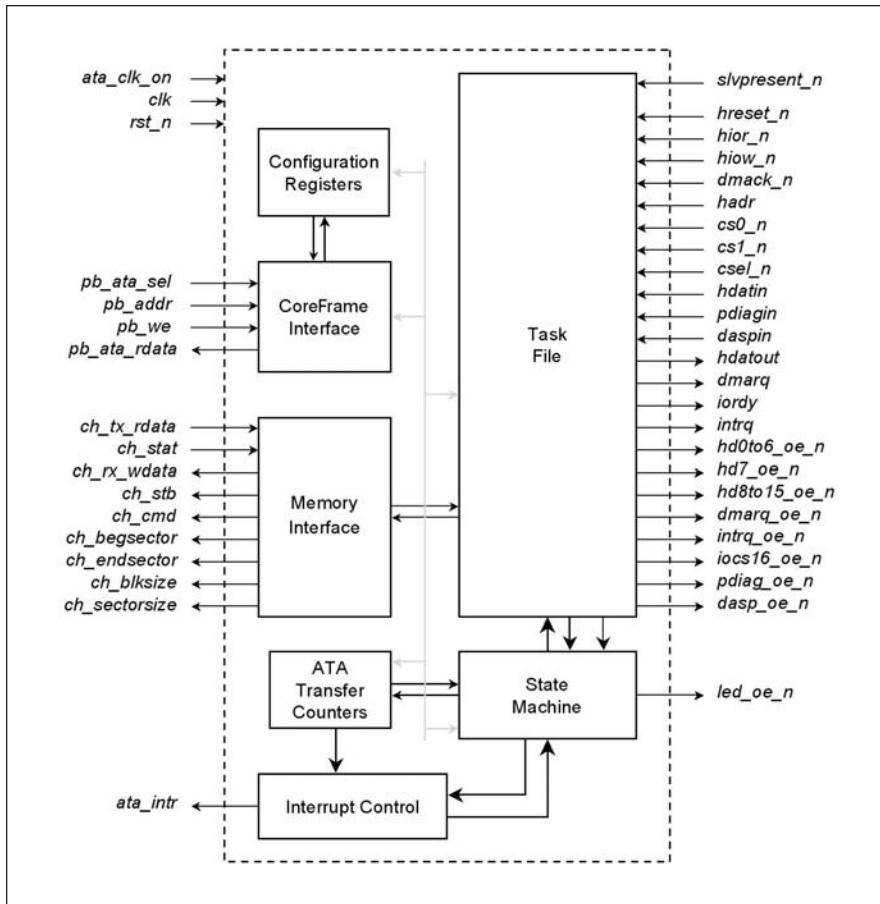 ata_clk_on
clk
rst_n
slvpresent_n
hreset_n
hior_n
hiow_n
dmack_n
hadr
cs0_n
cs1_n
csel_n
hdatin
pdiagin
daspin
hdatout
dmarq
iordy
intrq
hd0to6_oe_n
hd7_oe_n
hd8to15_oe_n
dmarq_oe_n
intrq_oe_n
iocs16_oe_n
pdiag_oe_n
dasp_oe_n
Configuration
Registers
pb_ata_sel
pb_addr
pb_we
pb_ata_rdata
CoreFrame
Interface
Task
File
ch_tx_rdata
ch_stat
ch_rx_wdata
ch_stb
ch_cmd
ch_begsector
ch_endsector
ch_blksize
ch_sectorsize
Memory
Interface
ATA
Transfer
Counters
State
Machine
led_oe_n
ata_intr
Interrupt Control